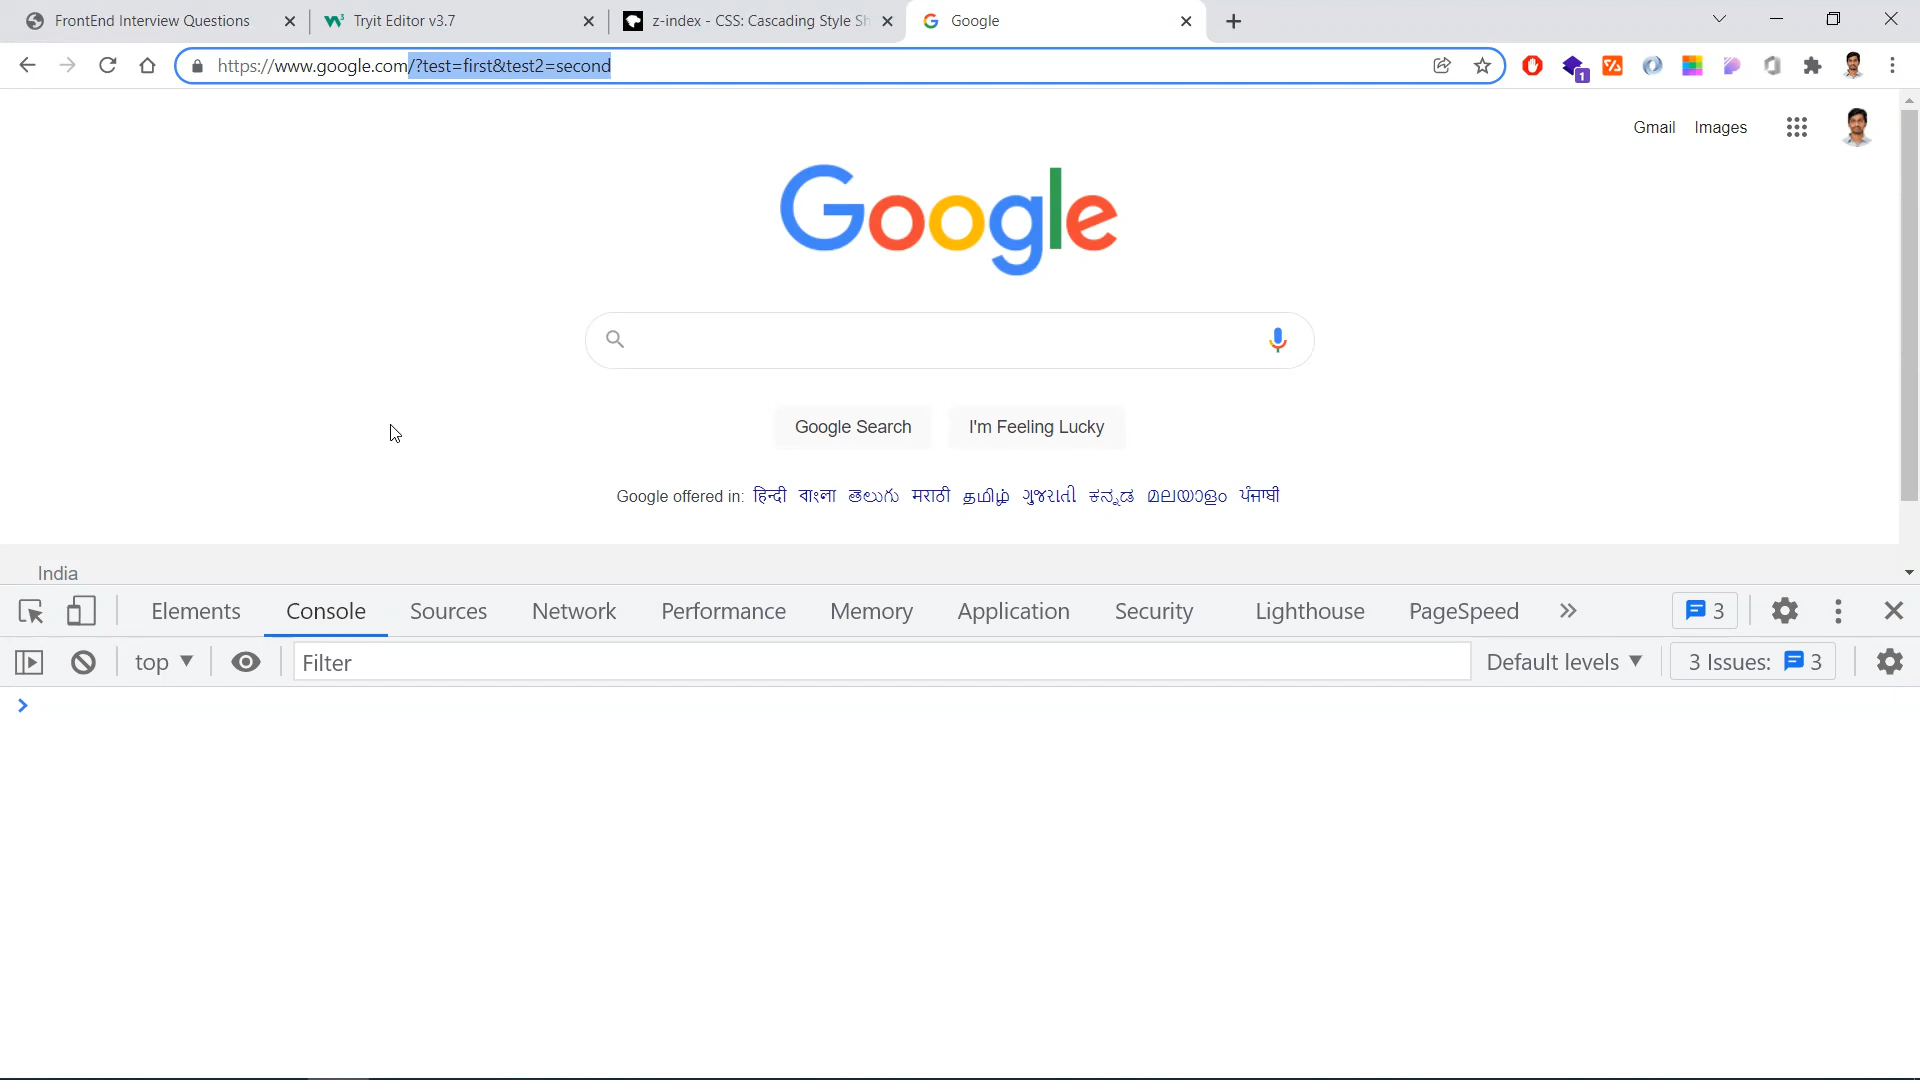 FrontEnd Interview Questions
Tryit Editor v3.7
z-index - CSS: Cascading Style Sh
Google
https://www.google.com/?test=first&test2=second
1
Gmail Images
Google
Google Search
I'm Feeling Lucky
Google offered in: हिन्दी বাংলা తెలుగు मराठी தமிழ் ગુજરાતી ಕನ್ನಡ മലയാളം ਪੰਜਾਬੀ
India
Elements Console Sources Network Performance Memory Application Security Lighthouse PageSpeed » 3
top Filter Default levels 3 Issues: 3